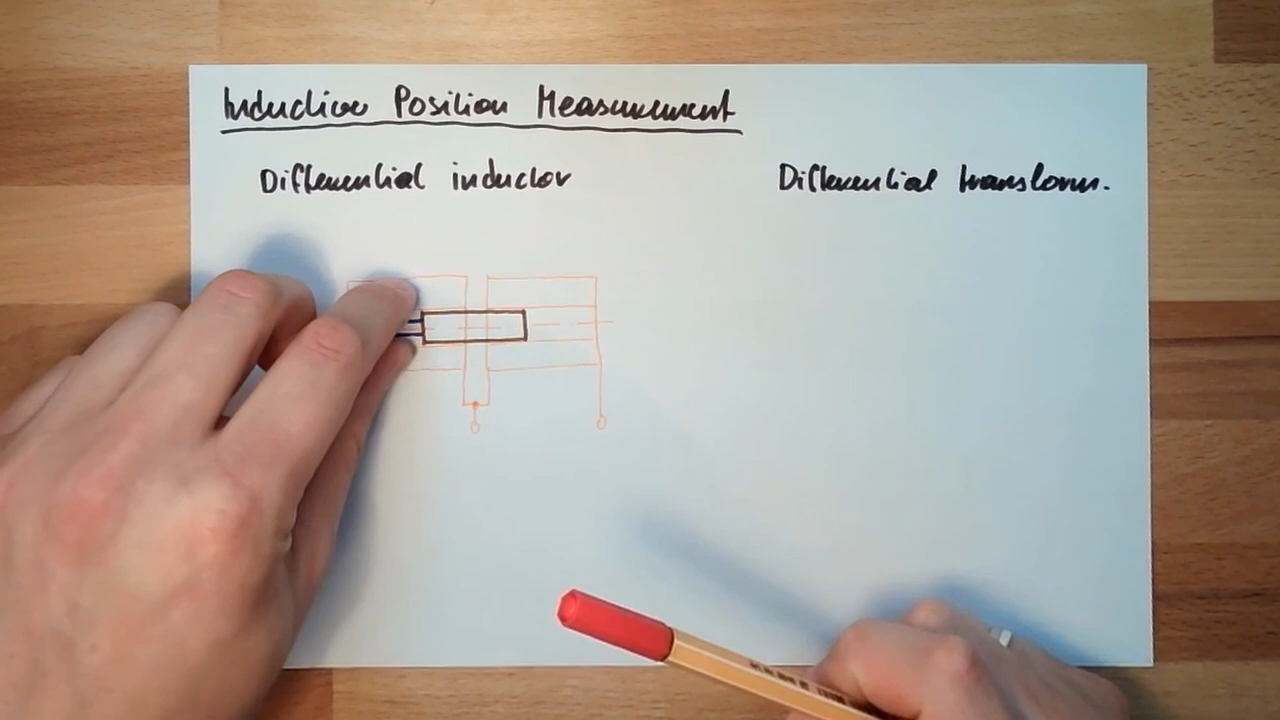 Inductive Position Measurement
Differential inductor
Differential transform.